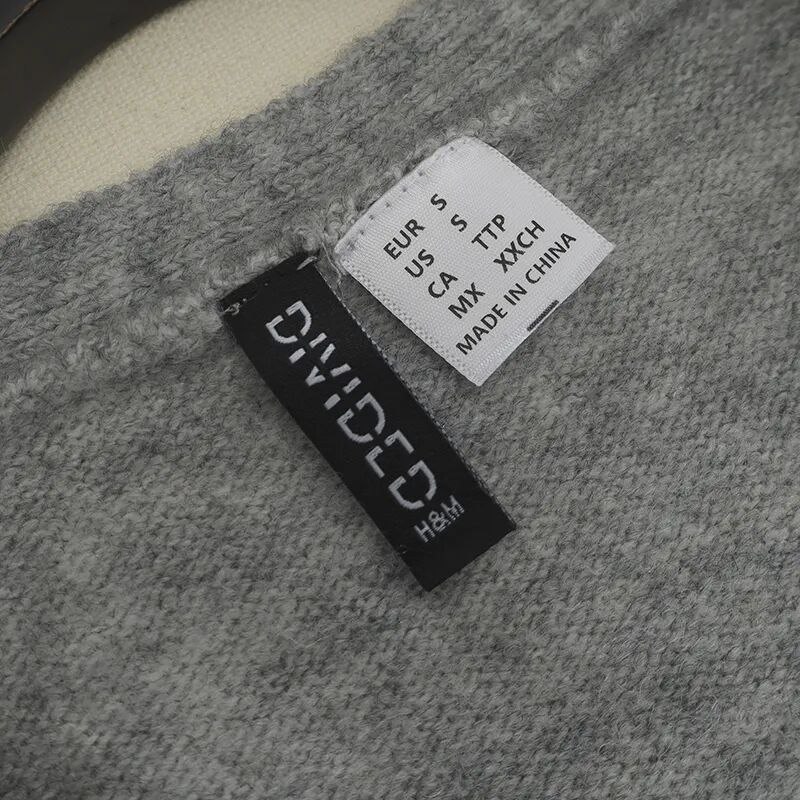 EUR S
US S
CA TTP
MX XXCH
MADE IN CHINA
DIVIDED
H&M